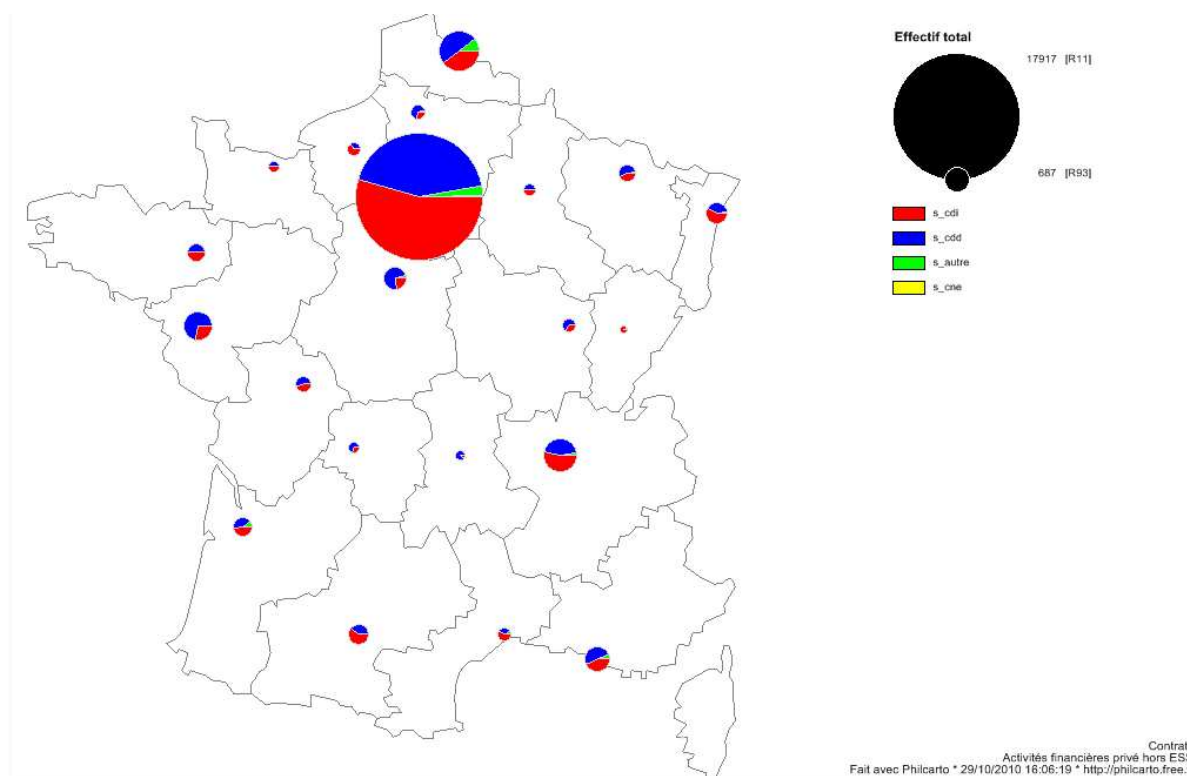 Effectif total
17917 [R11]
687 [R93]
s_cdi
s_cdd
s_autre
s_cne
Contrat
Activités financières privé hors ES
Fait avec Philcarto * 29/10/2010 16:06:19 * http://philcarto.free.